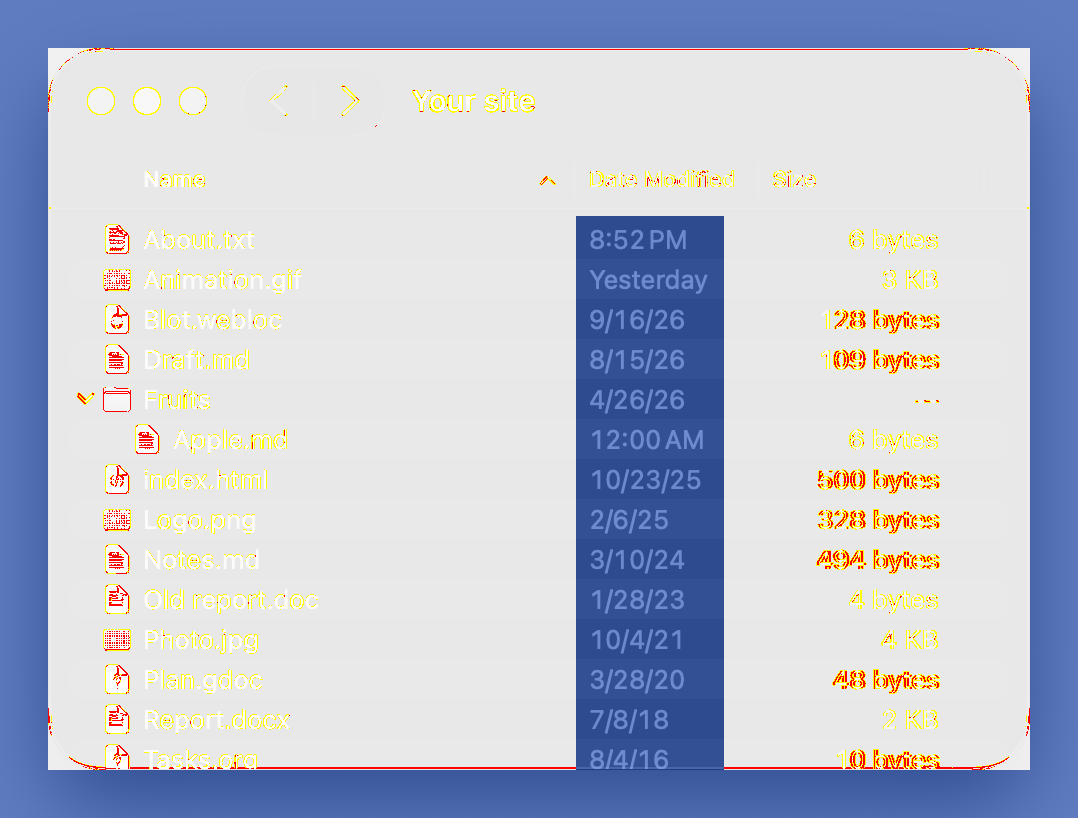 Your site
Name Date Modified Size
About.txt 8:52 PM 6 bytes
Animation.gif Yesterday 3 KB
Blot.webloc 9/16/26 128 bytes
Draft.md 8/15/26 109 bytes
Fruits 4/26/26 --
Apple.md 12:00 AM 6 bytes
index.html 10/23/25 500 bytes
Logo.png 2/6/25 328 bytes
Notes.md 3/10/24 494 bytes
Old report.doc 1/28/23 4 bytes
Photo.jpg 10/4/21 4 KB
Plan.gdoc 3/28/20 48 bytes
Report.docx 7/8/18 2 KB
Tasks.org 8/4/16 10 bytes